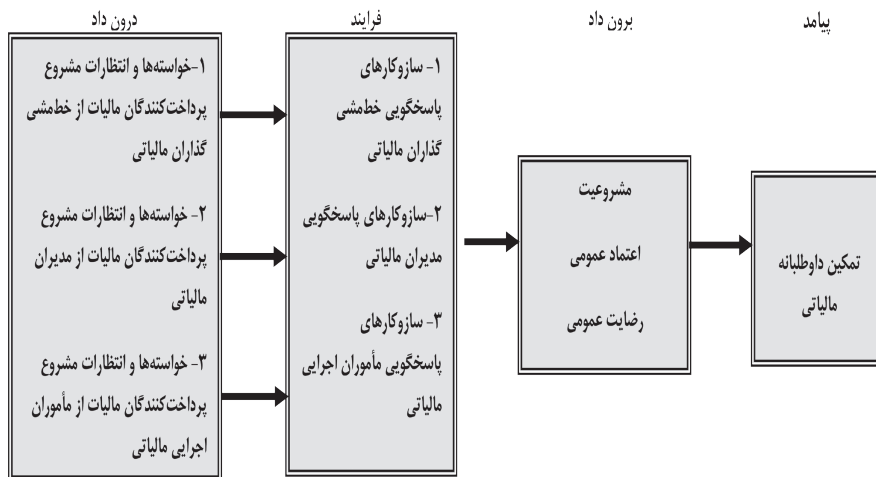 درون داد
۱-خواسته‌ها و انتظارات مشروع
پرداخت‌کنندگان مالیات از خط‌مشی
گذاران مالیاتی
۲- خواسته‌ها و انتظارات مشروع
پرداخت‌کنندگان مالیات از مدیران
مالیاتی
۳- خواسته‌ها و انتظارات مشروع
پرداخت‌کنندگان مالیات از مأموران
اجرایی مالیاتی
فرایند
۱- سازوکارهای
پاسخگویی خط‌مشی
گذاران مالیاتی
۲-سازوکارهای پاسخگویی
مدیران مالیاتی
۳- سازوکارهای
پاسخگویی مأموران اجرایی
مالیاتی
برون داد
مشروعیت
اعتماد عمومی
رضایت عمومی
پیامد
تمکین داوطلبانه
مالیاتی